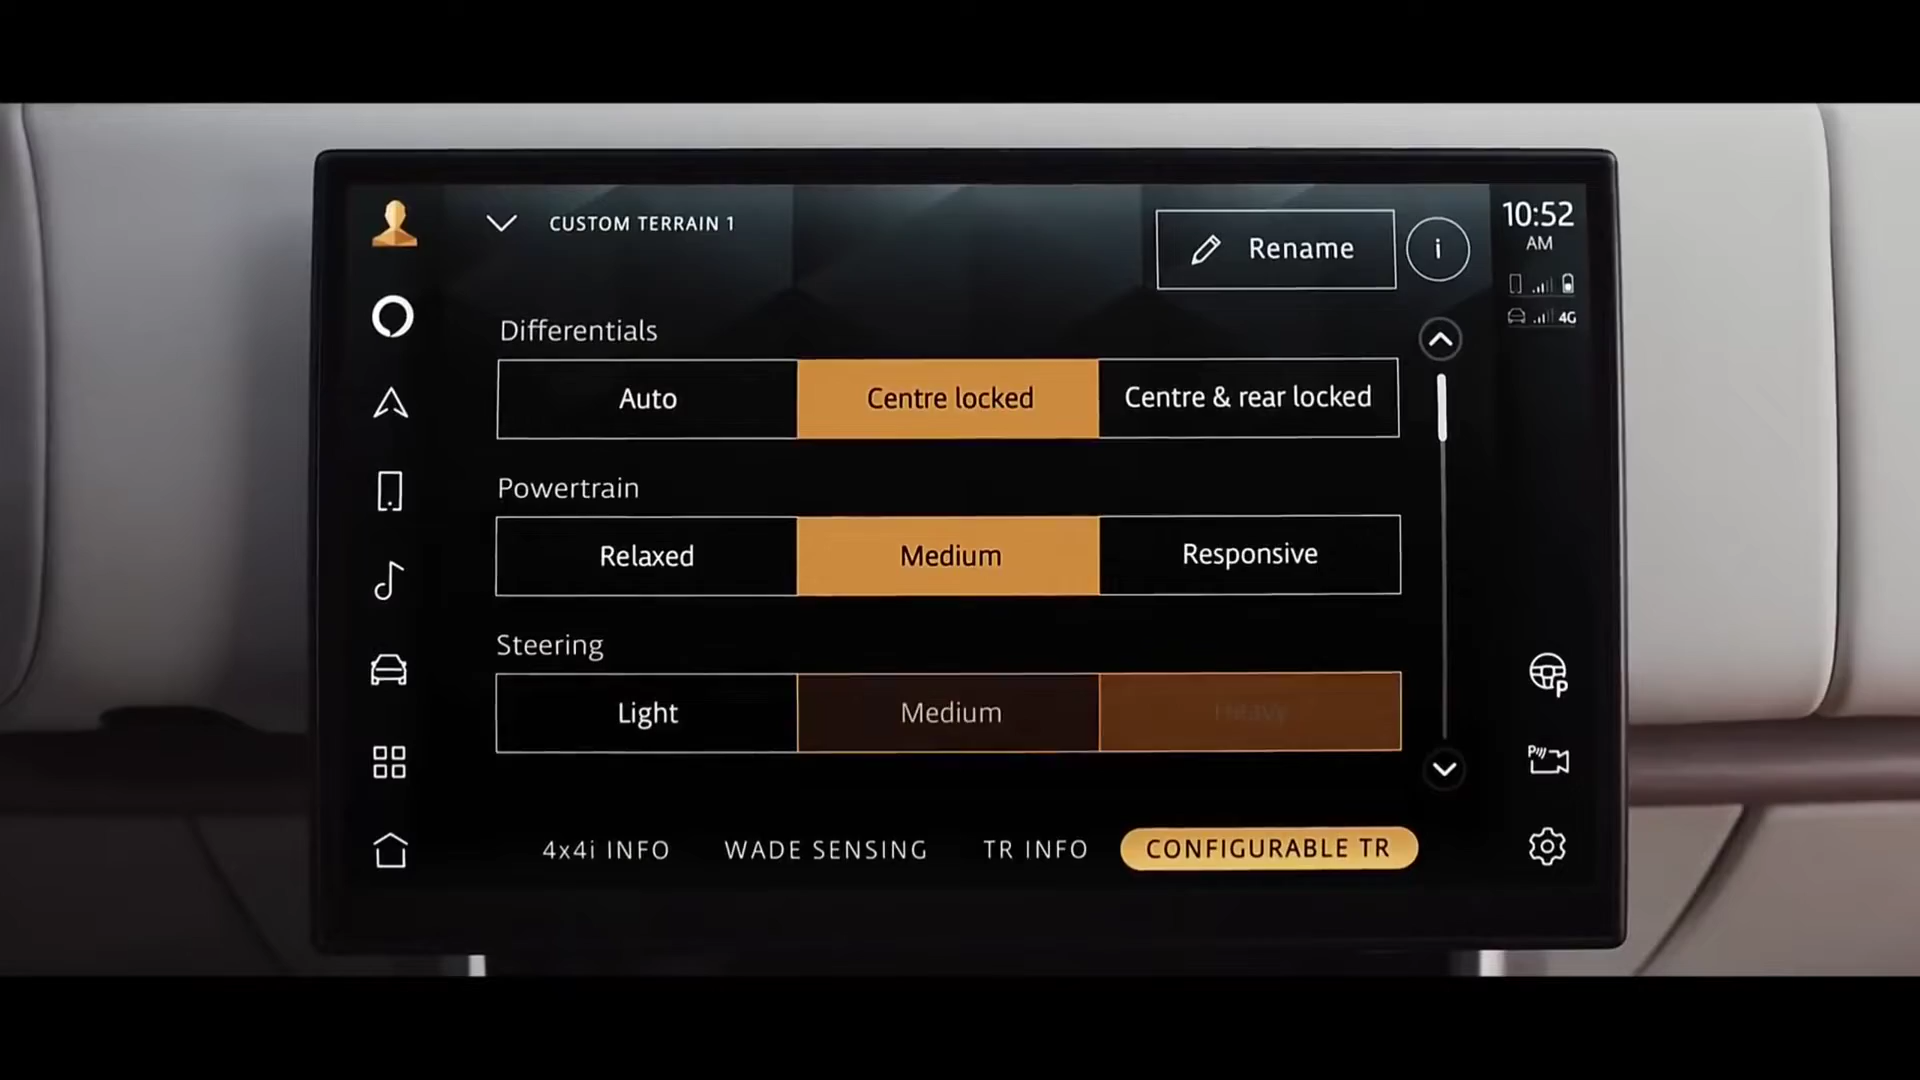 CUSTOM TERRAIN 1
Rename
i
10:52
AM
4G
Differentials
Auto
Centre locked
Centre & rear locked
Powertrain
Relaxed
Medium
Responsive
Steering
Light
Medium
Heavy
P
P
4x4i INFO
WADE SENSING
TR INFO
CONFIGURABLE TR